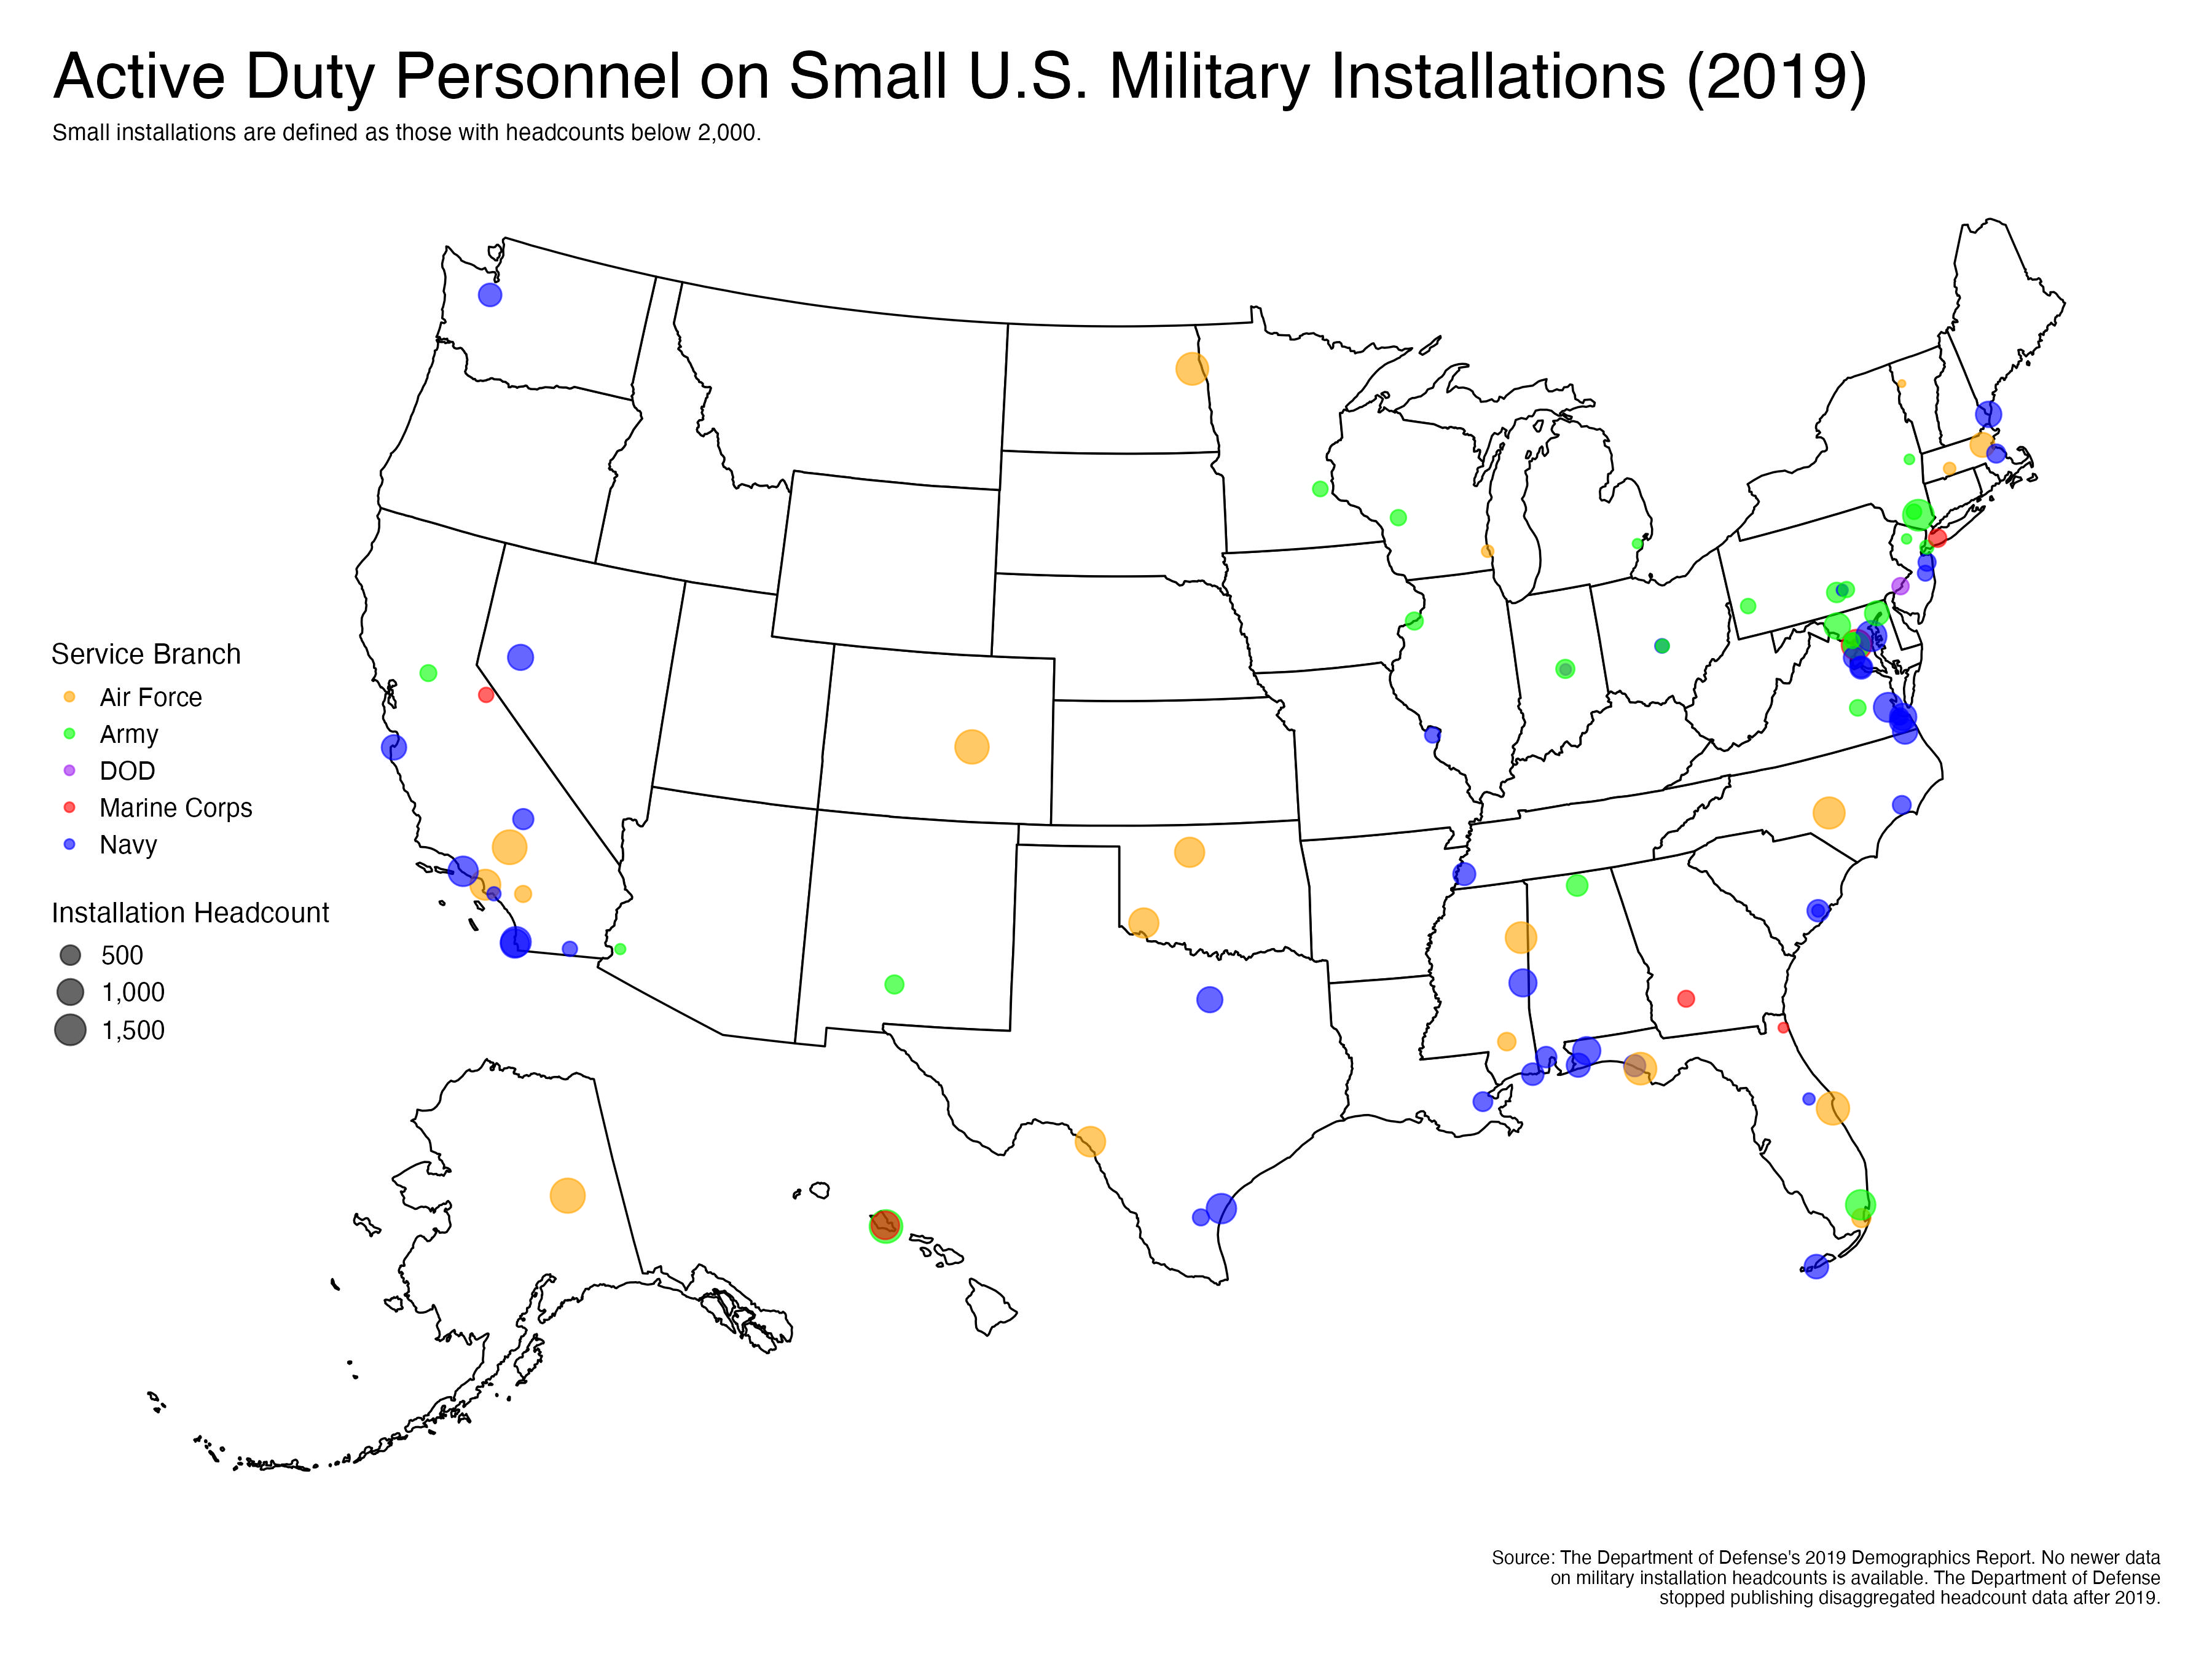 Active Duty Personnel on Small U.S. Military Installations (2019)
Small installations are defined as those with headcounts below 2,000.
Service Branch
Air Force
Army
DOD
Marine Corps
Navy
Installation Headcount
500
1,000
1,500
Source: The Department of Defense's 2019 Demographics Report. No newer data
on military installation headcounts is available. The Department of Defense
stopped publishing disaggregated headcount data after 2019.